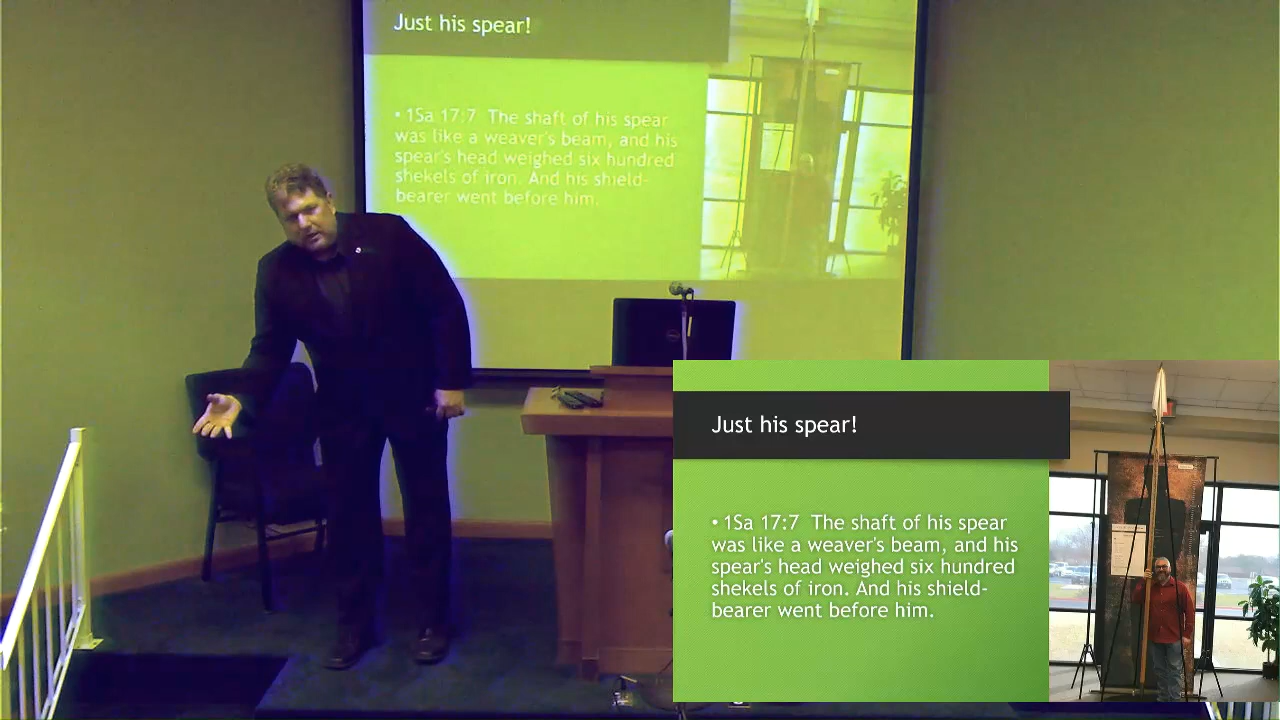 Just his spear!
• 1Sa 17:7 The shaft of his spear
was like a weaver's beam, and his
spear's head weighed six hundred
shekels of iron. And his shield-
bearer went before him.
Just his spear!
• 1Sa 17:7 The shaft of his spear
was like a weaver's beam, and his
spear's head weighed six hundred
shekels of iron. And his shield-
bearer went before him.